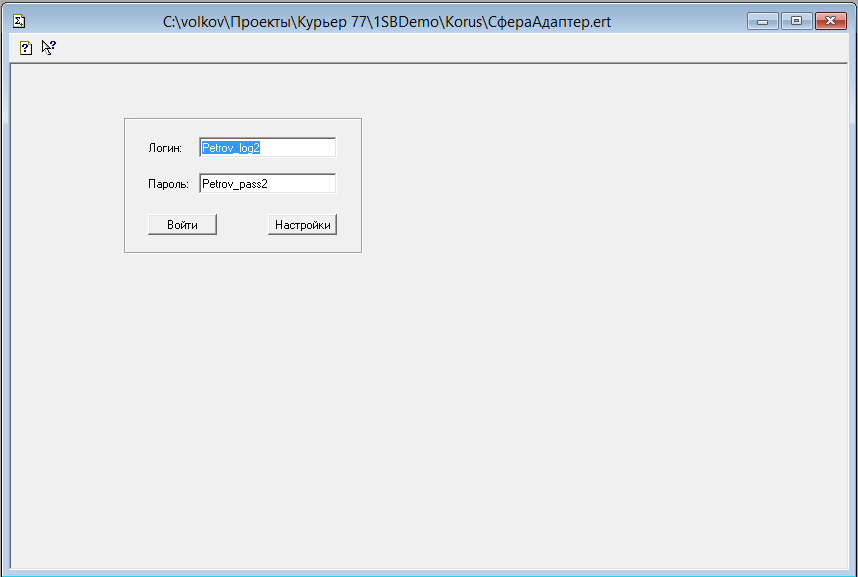 C:\volkov\Проекты\Курьер 77\1SBDemo\Korus\СфераАдаптер.ert
Логин: Petrov_log2
Пароль: Petrov_pass2
Войти Настройки